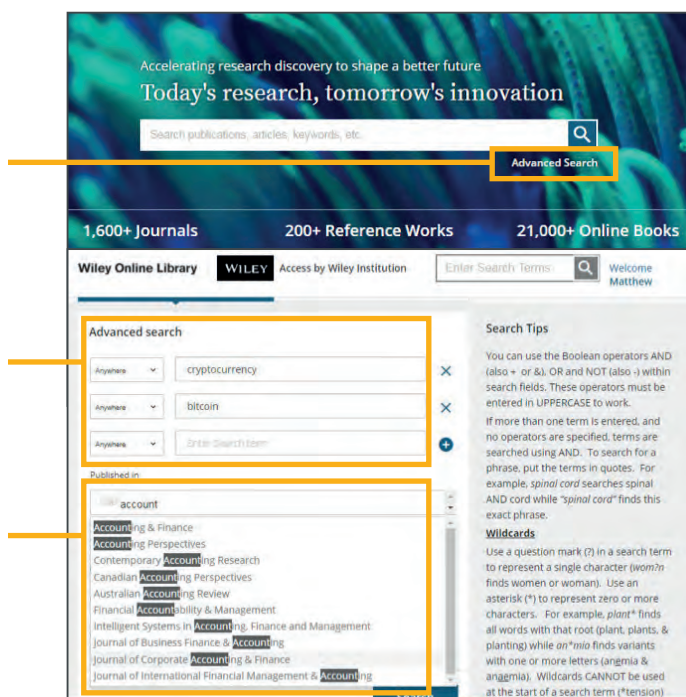 Accelerating research discovery to shape a better future
Today's research, tomorrow's innovation
Search publications, articles, keywords, etc.
Advanced Search
1,600+ Journals
200+ Reference Works
21,000+ Online Books
Wiley Online Library
WILEY
Access by Wiley Institution
Enter Search Terms
Welcome
Matthew
Advanced search
Anywhere
cryptocurrency
Anywhere
bitcoin
Anywhere
Enter Search term
Published in
account
Accounting & Finance
Accounting Perspectives
Contemporary Accounting Research
Canadian Accounting Perspectives
Australian Accounting Review
Financial Accountability & Management
Intelligent Systems in Accounting, Finance and Management
Journal of Business Finance & Accounting
Journal of Corporate Accounting & Finance
Journal of International Financial Management & Accounting
Search Tips
You can use the Boolean operators AND
(also + or &), OR and NOT (also -) within
search fields. These operators must be
entered in UPPERCASE to work.
If more than one term is entered, and
no operators are specified, terms are
searched using AND. To search for a
phrase, put the terms in quotes. For
example, spinal cord searches spinal
AND cord while "spinal cord" finds this
exact phrase.
Wildcards
Use a question mark (?) in a search term
to represent a single character (wom?n
finds women or woman). Use an
asterisk (*) to represent zero or more
characters. For example, plant* finds
all words with that root (plant, plants, &
planting) while an*mia finds variants
with one or more letters (anemia &
anaemia). Wildcards CANNOT be used
at the start of a search term (*tension)